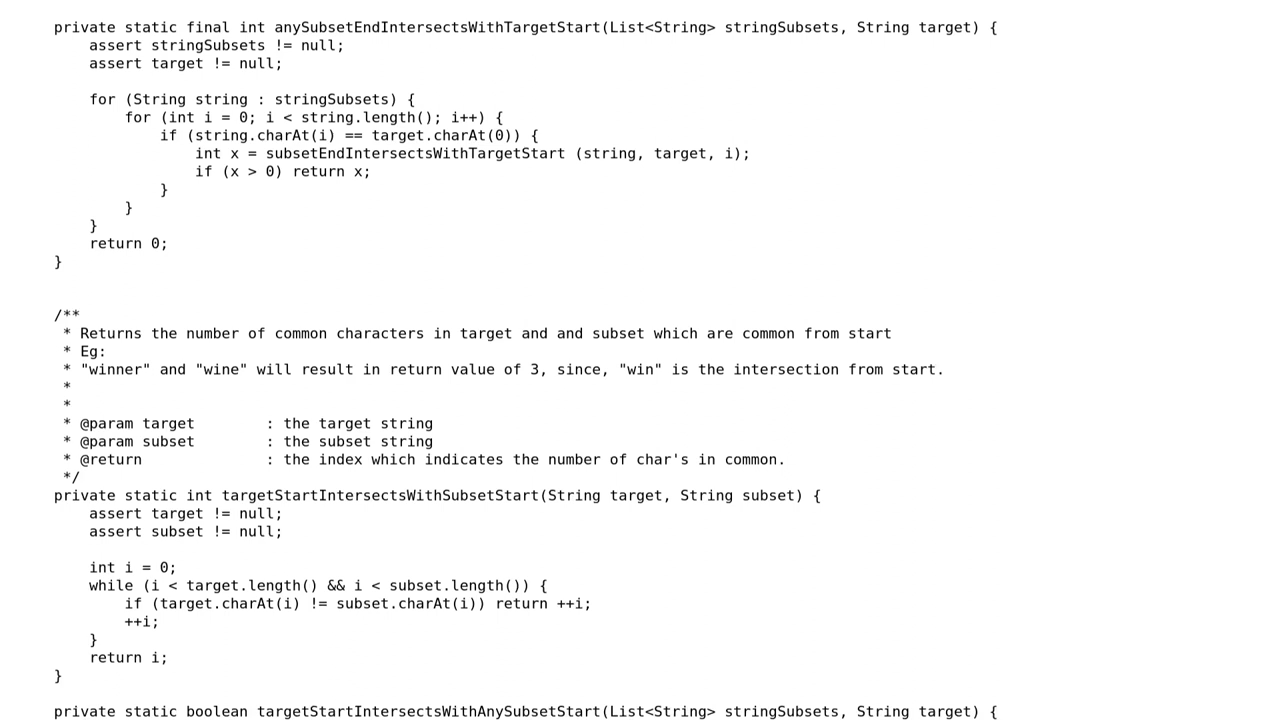 private static final int anySubsetEndIntersectsWithTargetStart(List<String> stringSubsets, String target) {
    assert stringSubsets != null;
    assert target != null;

    for (String string : stringSubsets) {
        for (int i = 0; i < string.length(); i++) {
            if (string.charAt(i) == target.charAt(0)) {
                int x = subsetEndIntersectsWithTargetStart (string, target, i);
                if (x > 0) return x;
            }
        }
    }
    return 0;
}


/**
 * Returns the number of common characters in target and and subset which are common from start
 * Eg:
 * "winner" and "wine" will result in return value of 3, since, "win" is the intersection from start.
 *
 *
 * @param target        : the target string
 * @param subset        : the subset string
 * @return              : the index which indicates the number of char's in common.
 */
private static int targetStartIntersectsWithSubsetStart(String target, String subset) {
    assert target != null;
    assert subset != null;

    int i = 0;
    while (i < target.length() && i < subset.length()) {
        if (target.charAt(i) != subset.charAt(i)) return ++i;
        ++i;
    }
    return i;
}

private static boolean targetStartIntersectsWithAnySubsetStart(List<String> stringSubsets, String target) {